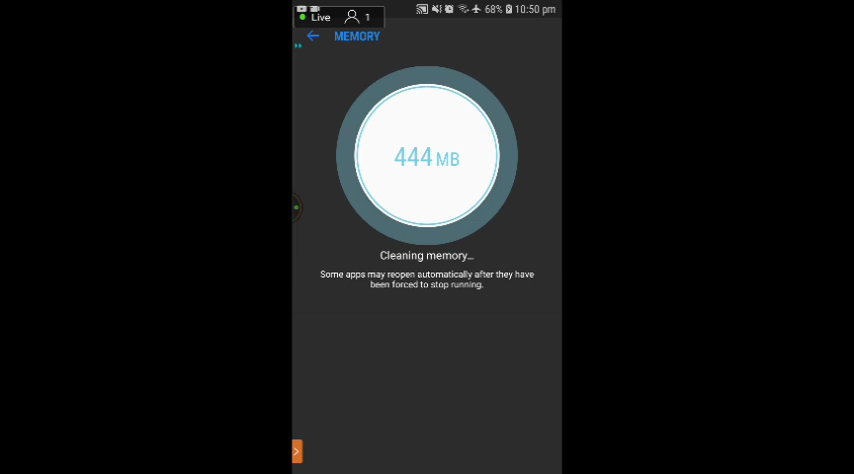 68% 10:50 pm
Live 1
MEMORY
444 MB
Cleaning memory...
Some apps may reopen automatically after they have
been forced to stop running.